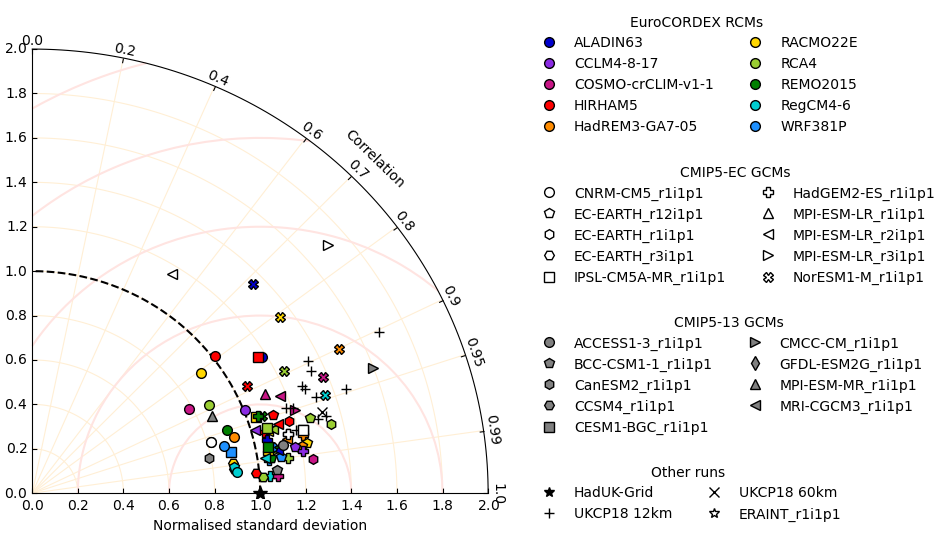 EuroCORDEX RCMs
ALADIN63
CCLM4-8-17
COSMO-crCLIM-v1-1
HIRHAM5
HadREM3-GA7-05
RACMO22E
RCA4
REMO2015
RegCM4-6
WRF381P
CMIP5-EC GCMs
CNRM-CM5_r1i1p1
EC-EARTH_r12i1p1
EC-EARTH_r1i1p1
EC-EARTH_r3i1p1
IPSL-CM5A-MR_r1i1p1
HadGEM2-ES_r1i1p1
MPI-ESM-LR_r1i1p1
MPI-ESM-LR_r2i1p1
MPI-ESM-LR_r3i1p1
NorESM1-M_r1i1p1
CMIP5-13 GCMs
ACCESS1-3_r1i1p1
BCC-CSM1-1_r1i1p1
CanESM2_r1i1p1
CCSM4_r1i1p1
CESM1-BGC_r1i1p1
CMCC-CM_r1i1p1
GFDL-ESM2G_r1i1p1
MPI-ESM-MR_r1i1p1
MRI-CGCM3_r1i1p1
Other runs
HadUK-Grid
UKCP18 12km
UKCP18 60km
ERAINT_r1i1p1
0.0
0.2
0.4
0.6
0.7
0.8
0.9
0.95
0.99
1.0
Correlation
2.0
1.8
1.6
1.4
1.2
1.0
0.8
0.6
0.4
0.2
0.0
0.0 0.2 0.4 0.6 0.8 1.0 1.2 1.4 1.6 1.8 2.0
Normalised standard deviation